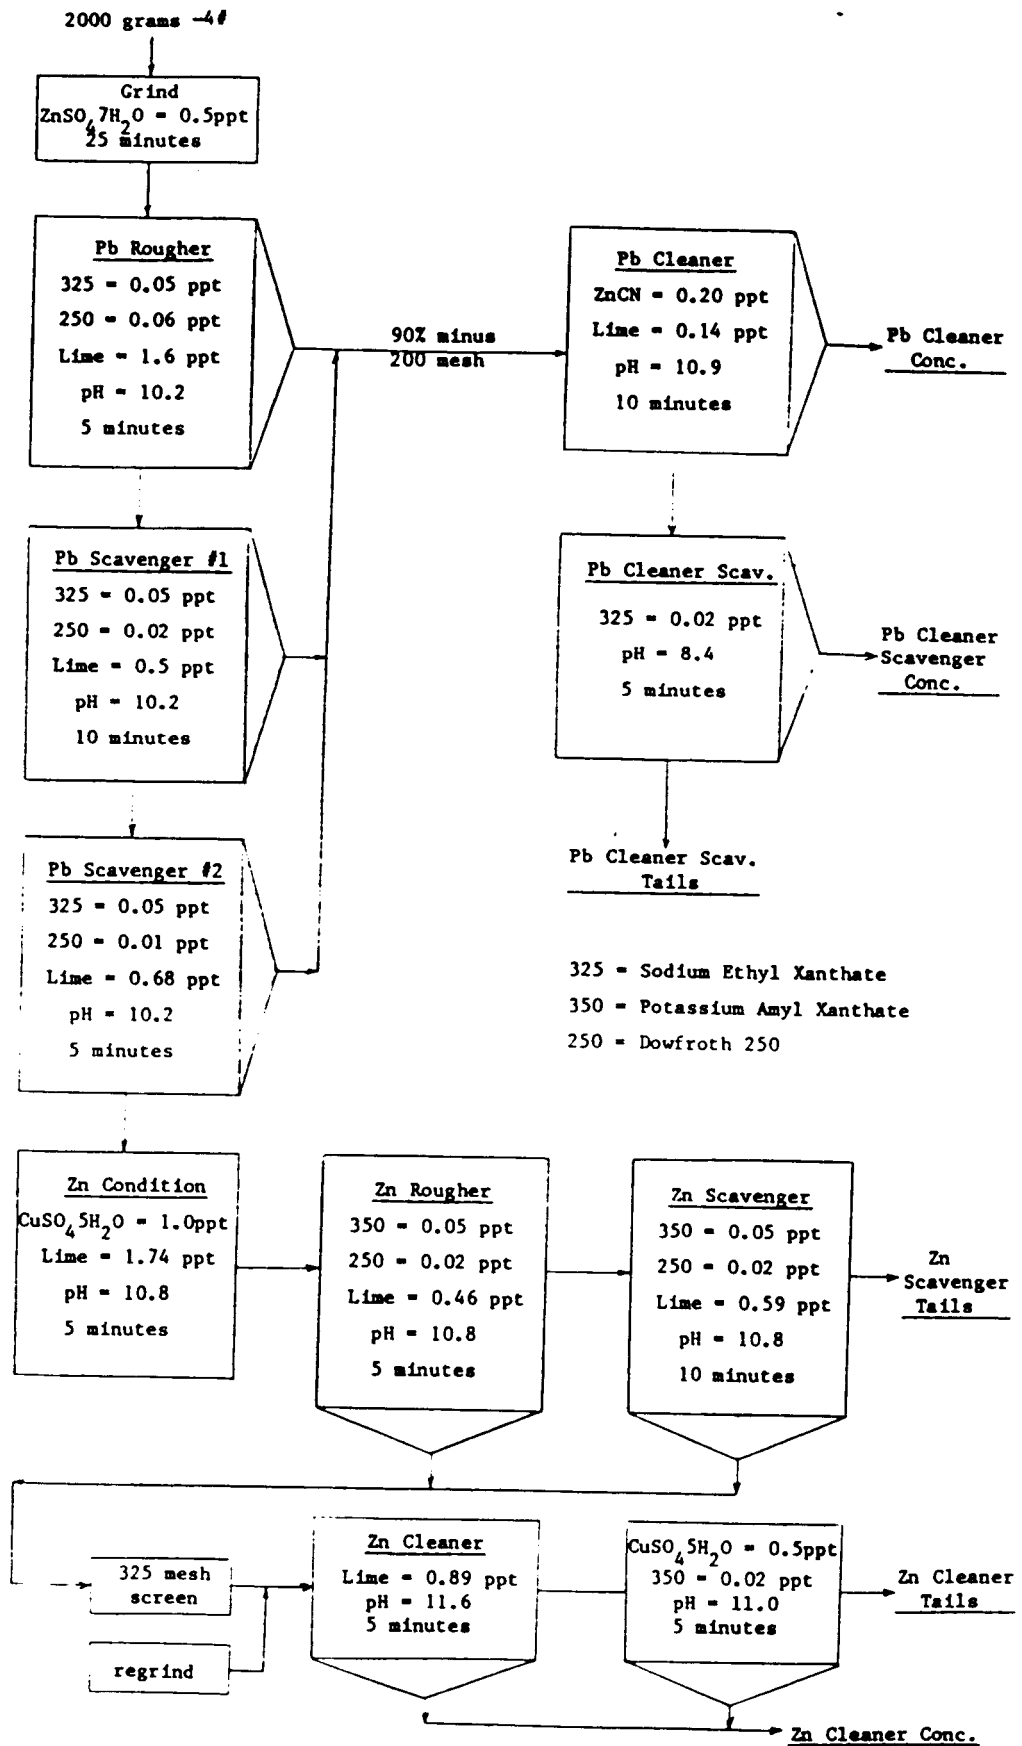 2000 grams -4#
Grind
ZnSO4 7H2O = 0.5ppt
25 minutes
Pb Rougher
325 = 0.05 ppt
250 = 0.06 ppt
Lime = 1.6 ppt
pH = 10.2
5 minutes
90% minus
200 mesh
Pb Cleaner
ZnCN = 0.20 ppt
Lime = 0.14 ppt
pH = 10.9
10 minutes
Pb Cleaner
Conc.
Pb Scavenger #1
325 = 0.05 ppt
250 = 0.02 ppt
Lime = 0.5 ppt
pH = 10.2
10 minutes
Pb Cleaner Scav.
325 = 0.02 ppt
pH = 8.4
5 minutes
Pb Cleaner
Scavenger
Conc.
Pb Cleaner Scav.
Tails
Pb Scavenger #2
325 = 0.05 ppt
250 = 0.01 ppt
Lime = 0.68 ppt
pH = 10.2
5 minutes
325 = Sodium Ethyl Xanthate
350 = Potassium Amyl Xanthate
250 = Dowfroth 250
Zn Condition
CuSO4 5H2O = 1.0ppt
Lime = 1.74 ppt
pH = 10.8
5 minutes
Zn Rougher
350 = 0.05 ppt
250 = 0.02 ppt
Lime = 0.46 ppt
pH = 10.8
5 minutes
Zn Scavenger
350 = 0.05 ppt
250 = 0.02 ppt
Lime = 0.59 ppt
pH = 10.8
10 minutes
Zn
Scavenger
Tails
325 mesh
screen
regrind
Zn Cleaner
Lime = 0.89 ppt
pH = 11.6
5 minutes
CuSO4 5H2O = 0.5ppt
350 = 0.02 ppt
pH = 11.0
5 minutes
Zn Cleaner
Tails
Zn Cleaner Conc.